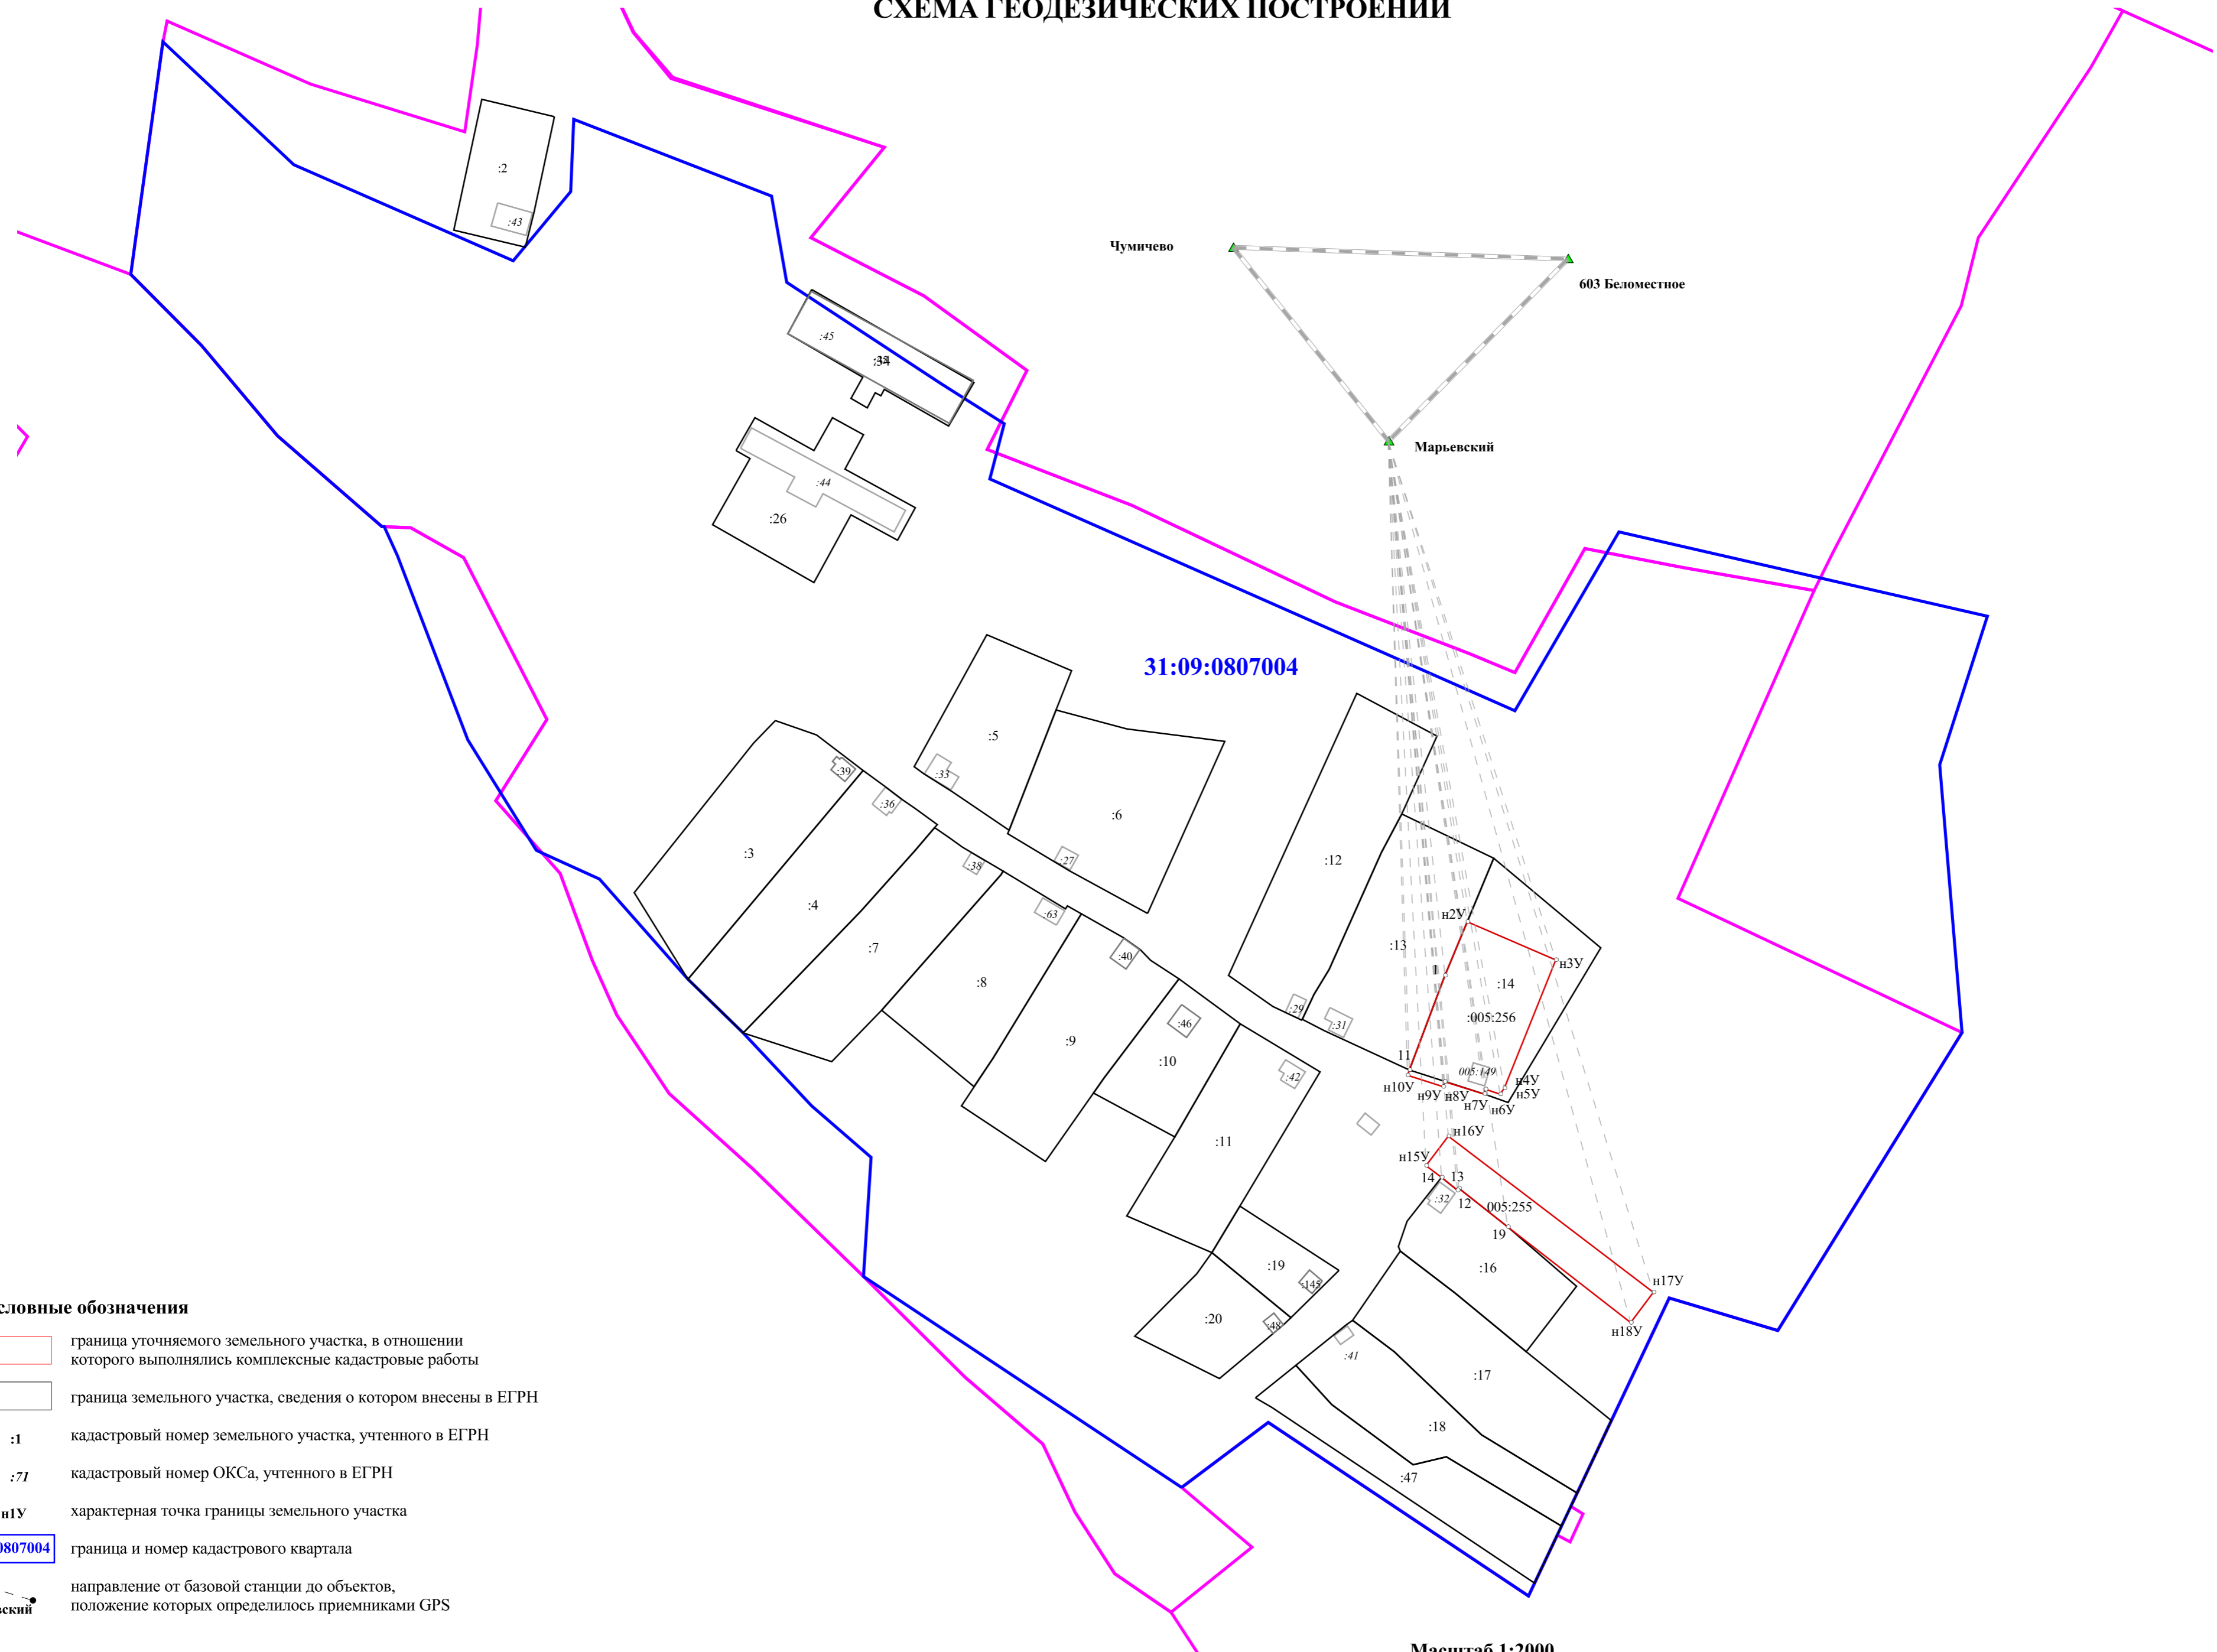 СХЕМА ГЕОДЕЗИЧЕСКИХ ПОСТРОЕНИЙ
:2
:43
Чумичево
603 Беломестное
:45
:34
Марьевский
:44
:26
31:09:0807004
:5
:39
:33
:36
:6
:3
:27
:12
:38
:4
:63
н2У
:7
:13
:40
н3У
1
:8
:14
:29
:005:256
:46
:31
:9
11
:10
005:149
:42
н4У
н10У
н5У
н9У
н8У
н7У
н6У
н16У
:11
н15У
14
13
:32
12
005:255
19
:19
:16
:145
н17У
:20
:48
н18У
:41
:17
:18
:47
словные обозначения
граница уточняемого земельного участка, в отношении
которого выполнялись комплексные кадастровые работы
граница земельного участка, сведения о котором внесены в ЕГРН
:1 кадастровый номер земельного участка, учтенного в ЕГРН
:71 кадастровый номер ОКСа, учтенного в ЕГРН
н1У характерная точка границы земельного участка
0807004 граница и номер кадастрового квартала
направление от базовой станции до объектов,
вский положение которых определилось приемниками GPS
Масштаб 1:2000